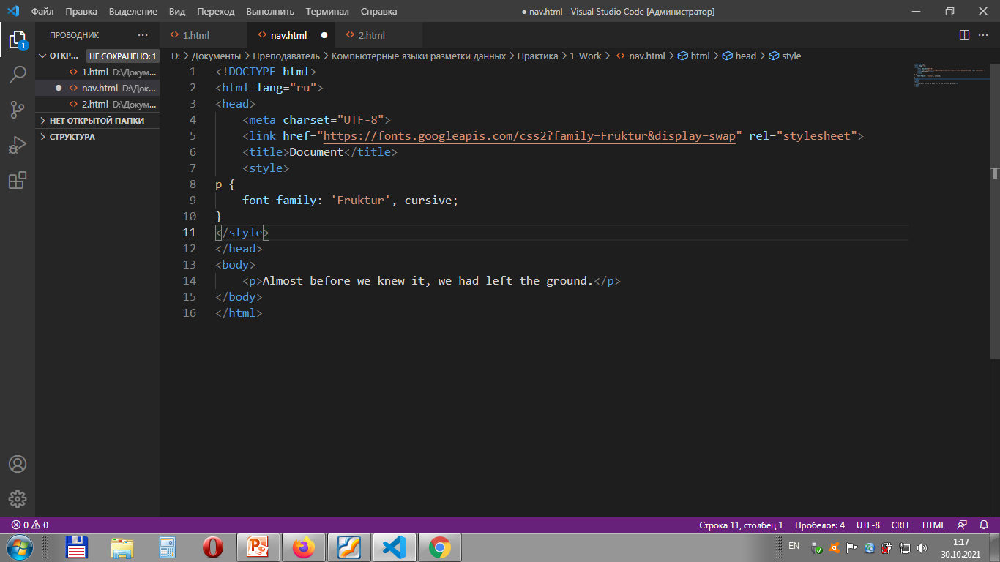 Файл Правка Выделение Вид Переход Выполнить Терминал Справка ● nav.html - Visual Studio Code [Администратор]
ПРОВОДНИК ··· 1.html nav.html ● 2.html ···
ОТКР... НЕ СОХРАНЕНО: 1
1.html D:\Докум...
● nav.html D:\Док...
2.html D:\Докум...
НЕТ ОТКРЫТОЙ ПАПКИ
СТРУКТУРА
1
D: > Документы > Преподаватель > Компьютерные языки разметки данных > Практика > 1-Work > nav.html > html > head > style
1 <!DOCTYPE html>
2 <html lang="ru">
3 <head>
4     <meta charset="UTF-8">
5     <link href="https://fonts.googleapis.com/css2?family=Fruktur&display=swap" rel="stylesheet">
6     <title>Document</title>
7     <style>
8 p {
9     font-family: 'Fruktur', cursive;
10 }
11 </style>
12 </head>
13 <body>
14     <p>Almost before we knew it, we had left the ground.</p>
15 </body>
16 </html>
0 0 Строка 11, столбец 1 Пробелов: 4 UTF-8 CRLF HTML
EN 1:17
30.10.2021